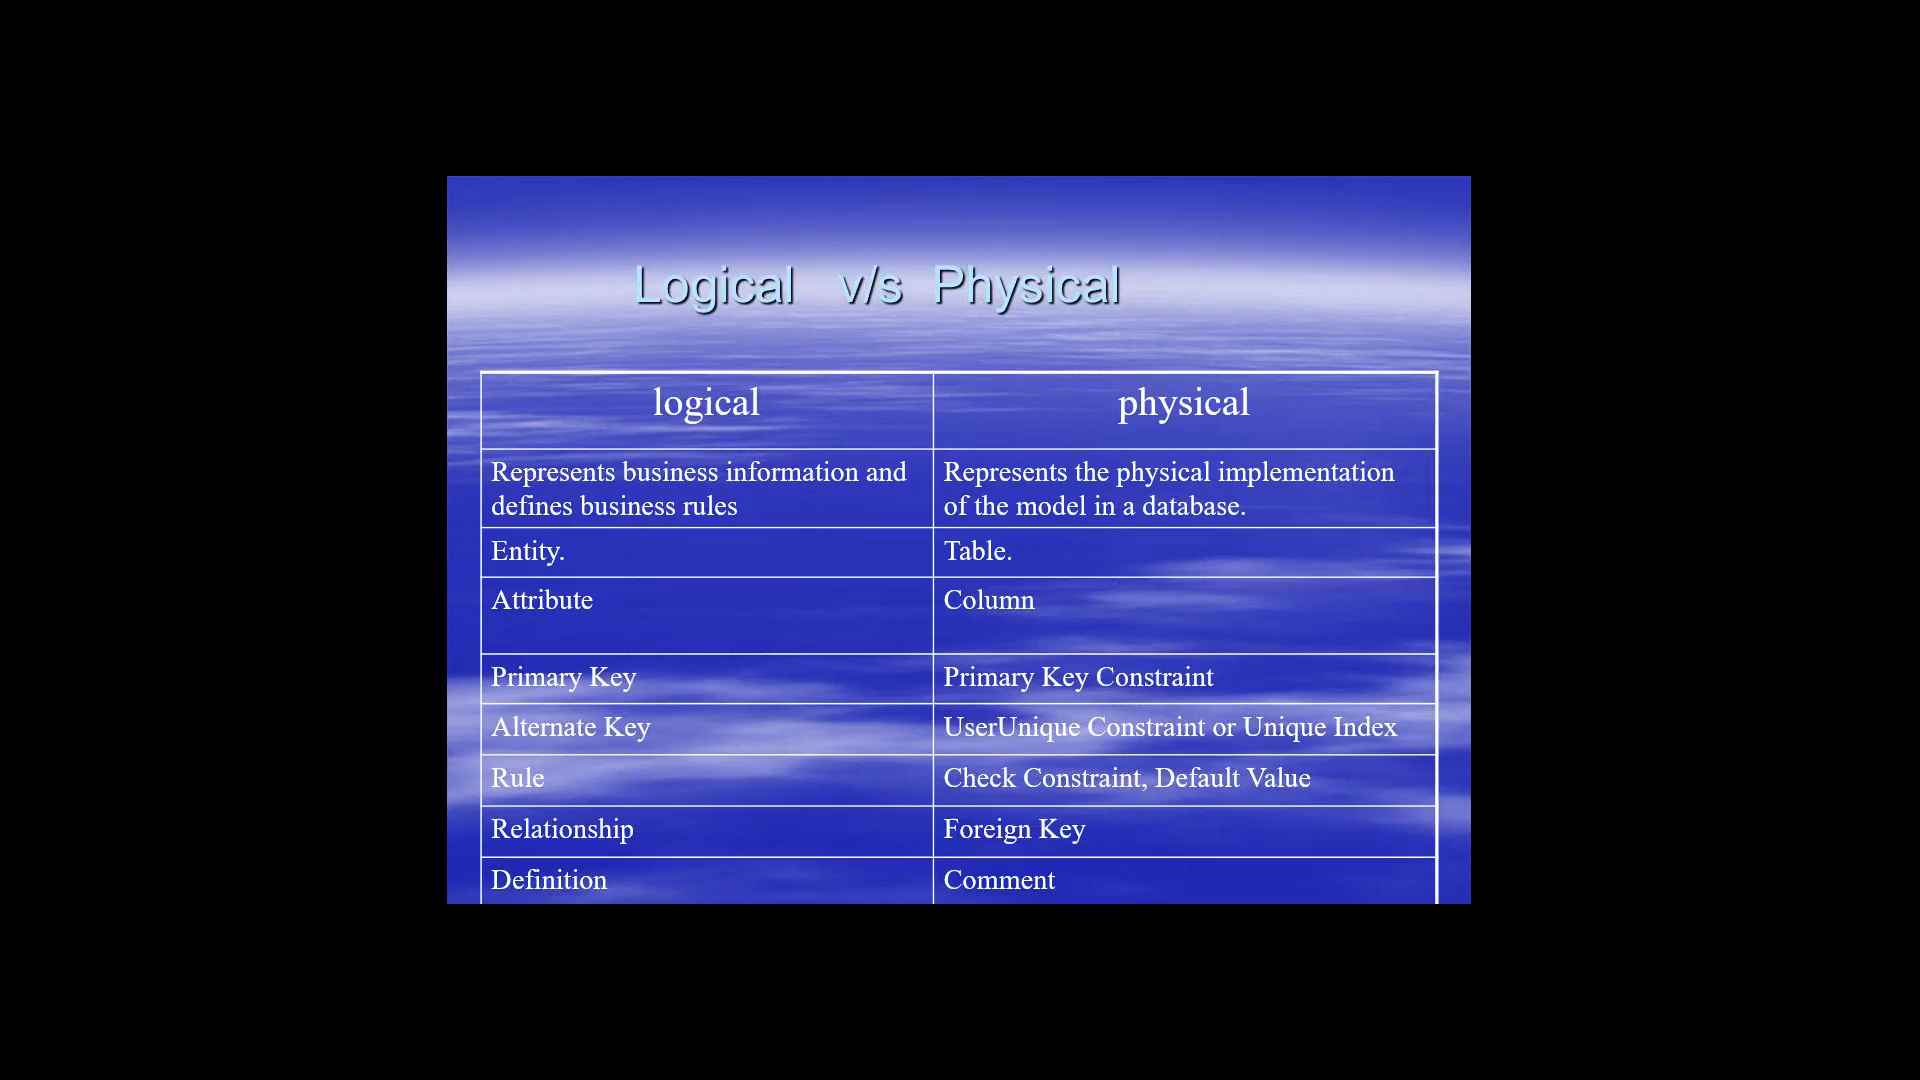 Logical v/s Physical
logical
physical
Represents business information and
defines business rules
Represents the physical implementation
of the model in a database.
Entity.
Table.
Attribute
Column
Primary Key
Primary Key Constraint
Alternate Key
UserUnique Constraint or Unique Index
Rule
Check Constraint, Default Value
Relationship
Foreign Key
Definition
Comment